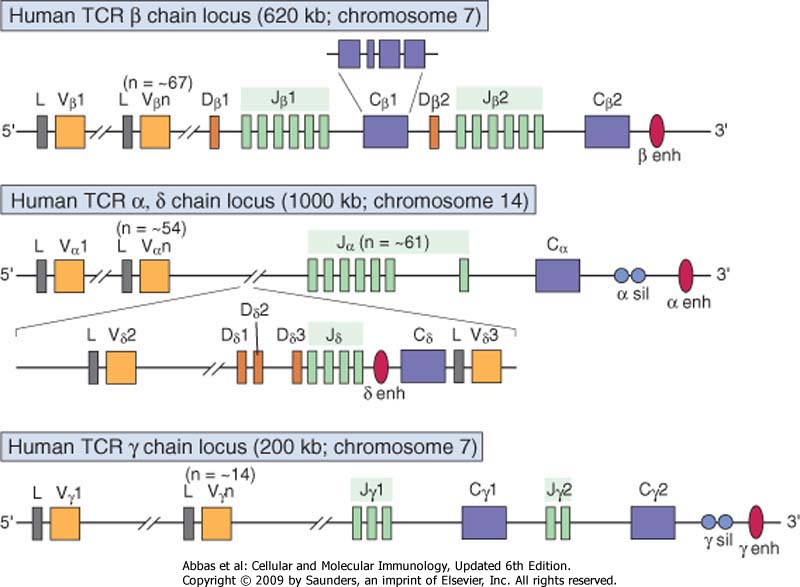 Human TCR β chain locus (620 kb; chromosome 7)
(n = ~67)
L Vβ1 L Vβn Dβ1 Jβ1 Cβ1 Dβ2 Jβ2 Cβ2
5' 3'
β enh
Human TCR α, δ chain locus (1000 kb; chromosome 14)
(n = ~54)
L Vα1 L Vαn Jα (n = ~61) Cα
5' 3'
α sil α enh
Dδ2
L Vδ2 Dδ1 Dδ3 Jδ Cδ L Vδ3
δ enh
Human TCR γ chain locus (200 kb; chromosome 7)
(n = ~14)
L Vγ1 L Vγn Jγ1 Cγ1 Jγ2 Cγ2
5' 3'
γ sil γ enh
Abbas et al: Cellular and Molecular Immunology, Updated 6th Edition.
Copyright © 2009 by Saunders, an imprint of Elsevier, Inc. All rights reserved.